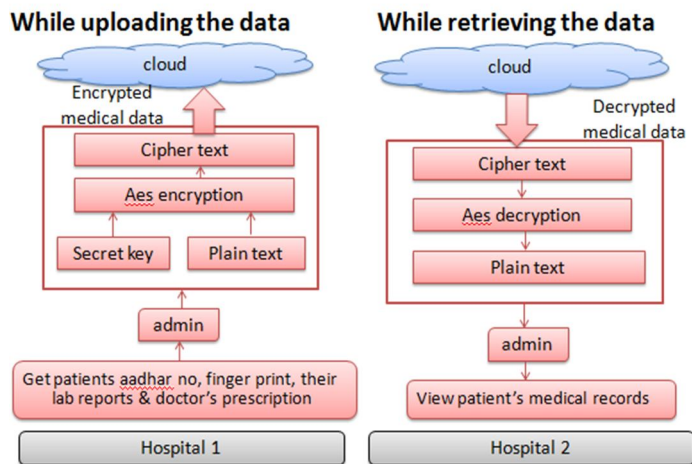 While uploading the data
cloud
Encrypted
medical data
Cipher text
Aes encryption
Secret key
Plain text
admin
Get patients aadhar no, finger print, their
lab reports & doctor's prescription
Hospital 1
While retrieving the data
cloud
Decrypted
medical data
Cipher text
Aes decryption
Plain text
admin
View patient's medical records
Hospital 2